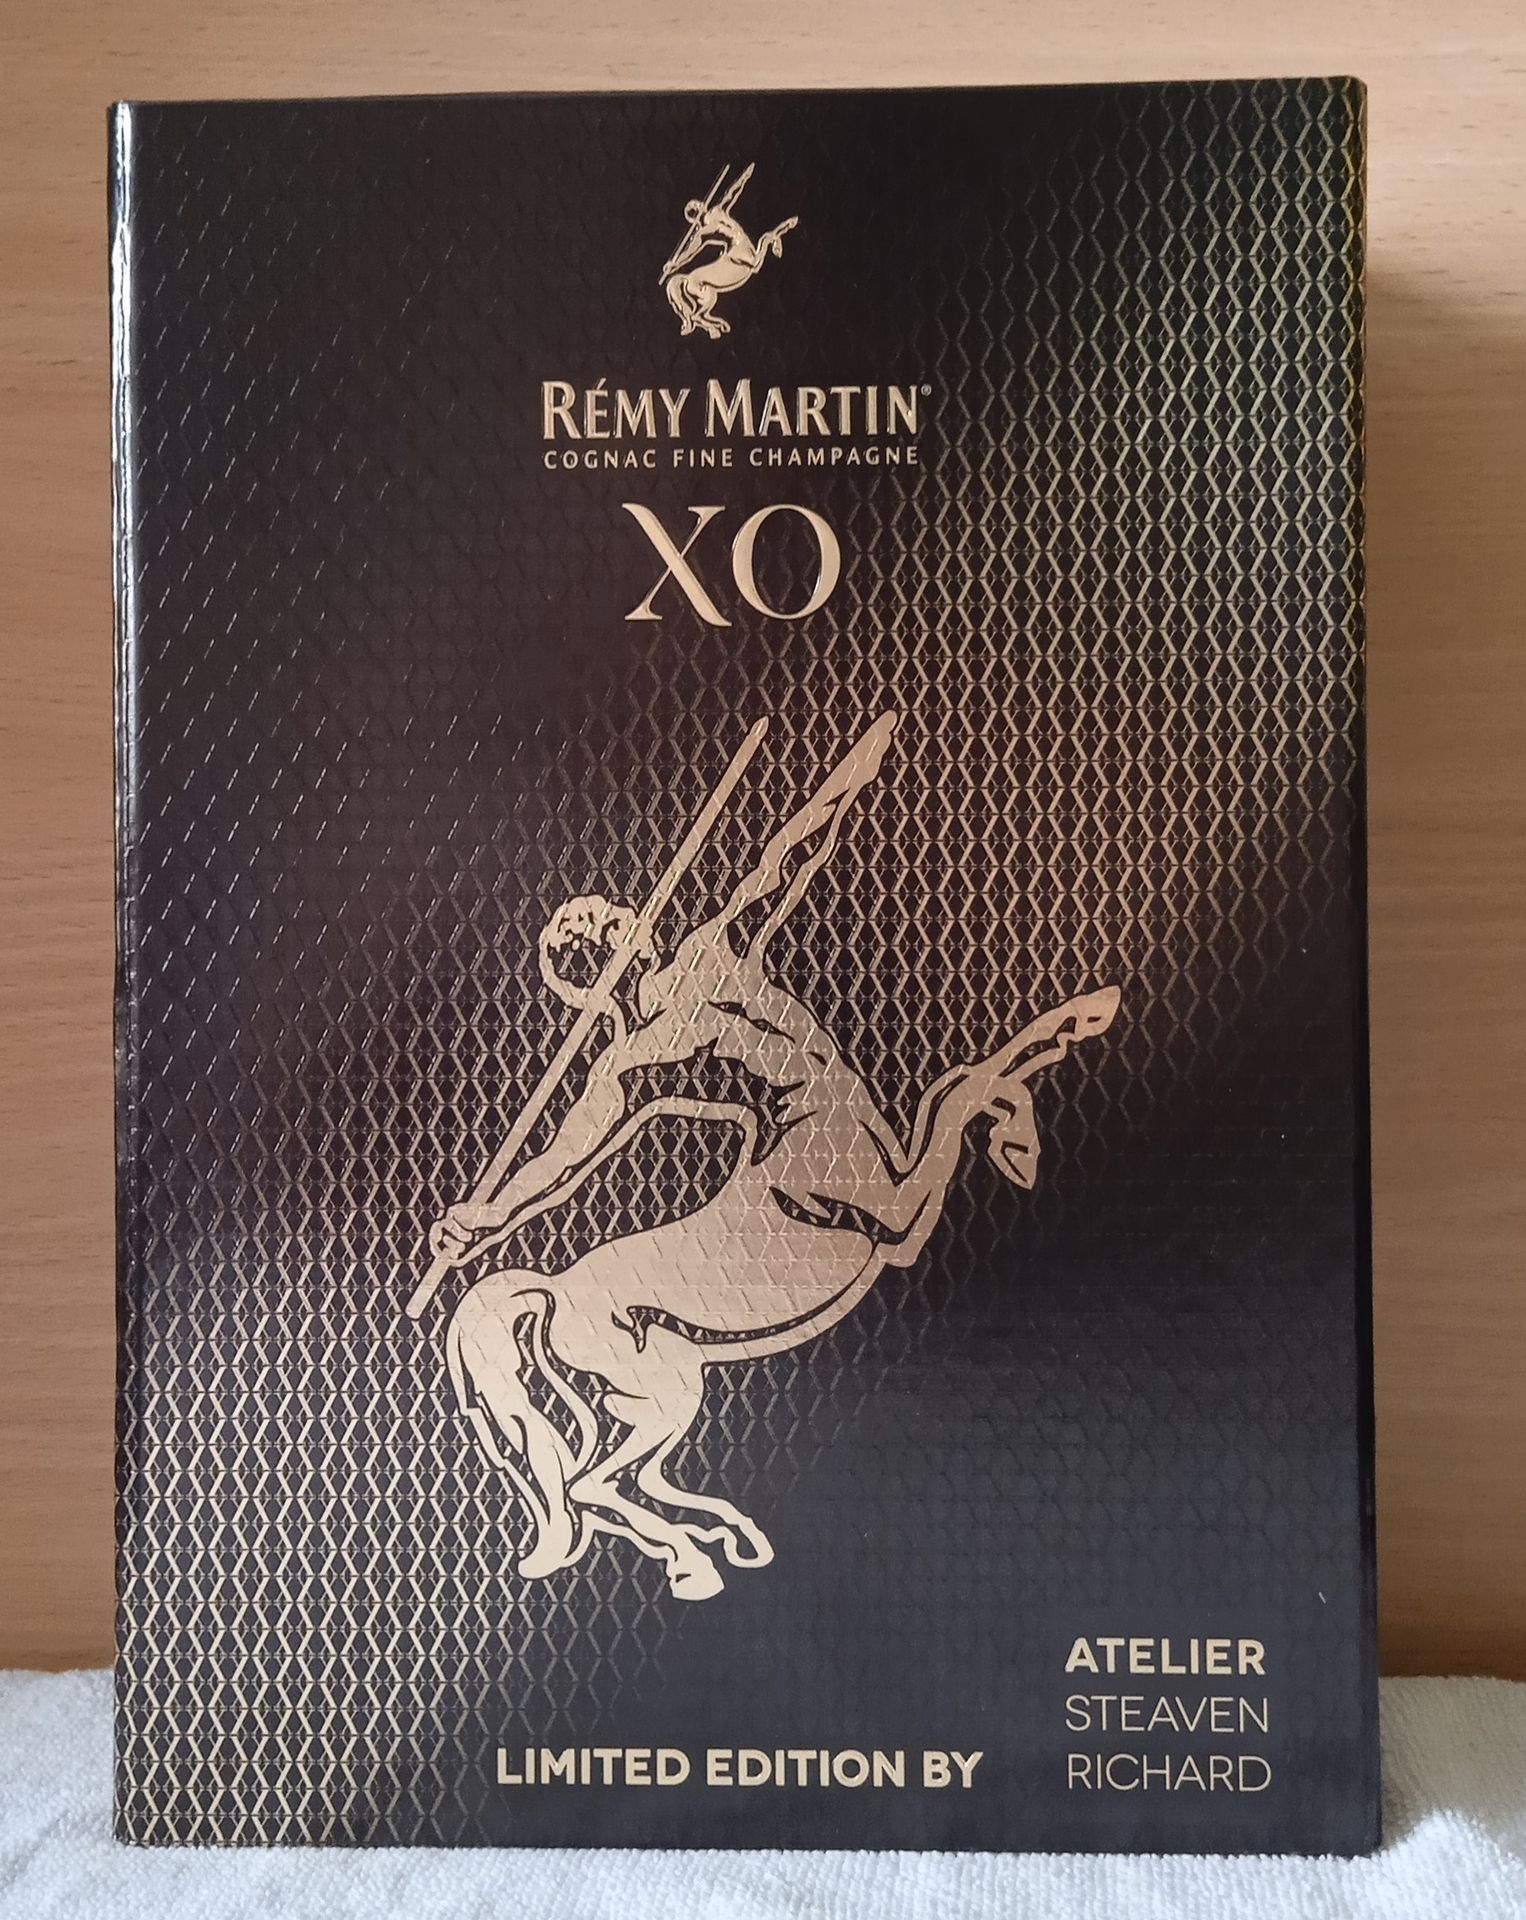 RÉMY MARTIN®
COGNAC FINE CHAMPAGNE
XO
LIMITED EDITION BY
ATELIER
STEAVEN
RICHARD